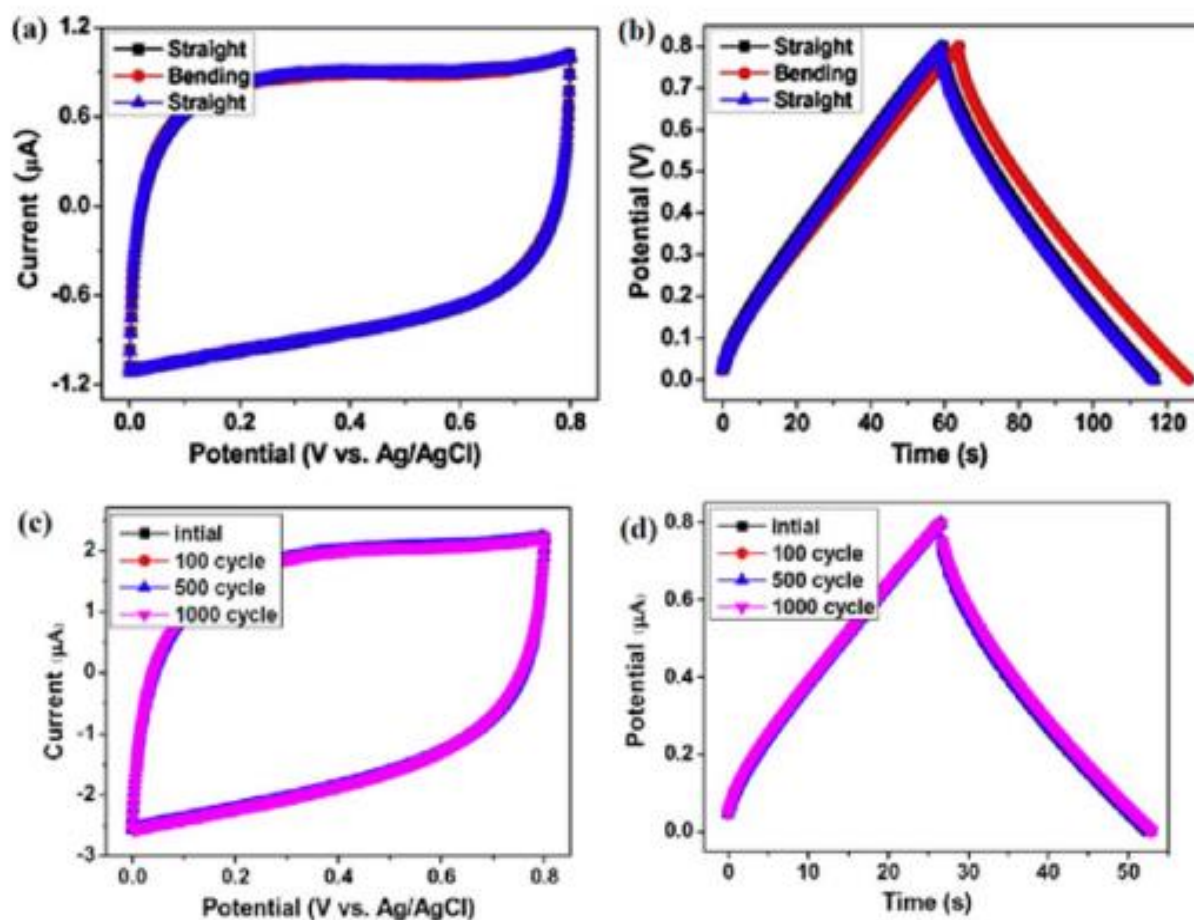 (a)
Straight
Bending
Straight
1.2
0.6
0.0
-0.6
-1.2
Current (μA)
0.0 0.2 0.4 0.6 0.8
Potential (V vs. Ag/AgCl)
(b)
Straight
Bending
Straight
0.8
0.7
0.6
0.5
0.4
0.3
0.2
0.1
0.0
Potential (V)
0 20 40 60 80 100 120
Time (s)
(c)
Intial
100 cycle
500 cycle
1000 cycle
2
1
0
-1
-2
-3
Current (μA)
0.0 0.2 0.4 0.6 0.8
Potential (V vs. Ag/AgCl)
(d)
Intial
100 cycle
500 cycle
1000 cycle
0.8
0.6
0.4
0.2
0.0
Potential (μA)
0 10 20 30 40 50
Time (s)